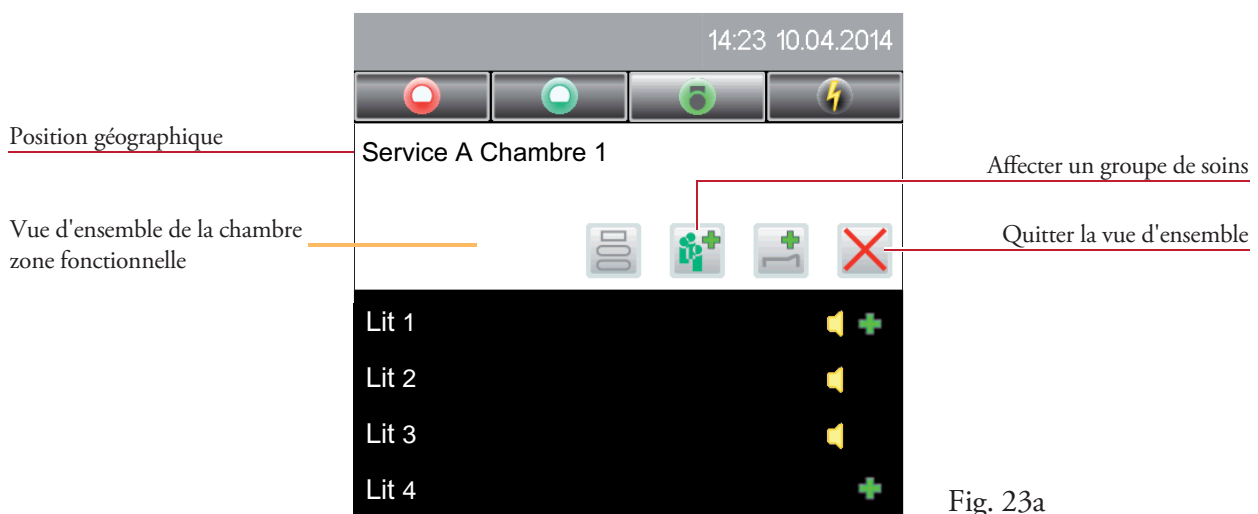 14:23 10.04.2014
Position géographique
Service A Chambre 1
Affecter un groupe de soins
Vue d'ensemble de la chambre
zone fonctionnelle
Quitter la vue d'ensemble
Lit 1
Lit 2
Lit 3
Lit 4
Fig. 23a